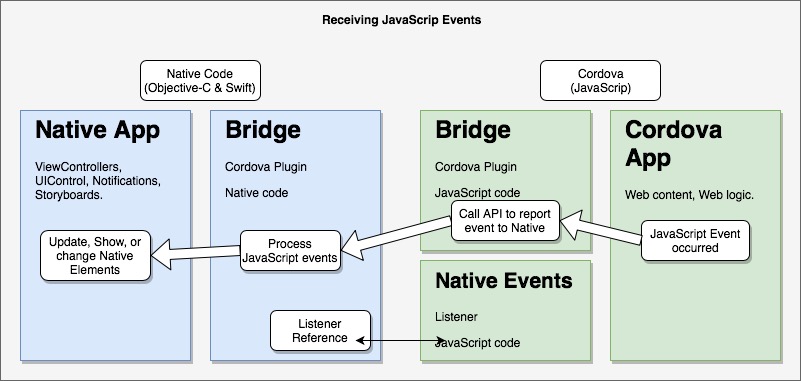 Receiving JavaScrip Events
Native Code
(Objective-C & Swift)
Cordova
(JavaScrip)
Native App
ViewControllers,
UIControl, Notifications,
Storyboards.
Update, Show, or
change Native
Elements
Bridge
Cordova Plugin
Native code
Process
JavaScript events
Listener
Reference
Bridge
Cordova Plugin
JavaScript code
Call API to report
event to Native
Native Events
Listener
JavaScript code
Cordova
App
Web content, Web logic.
JavaScript Event
occurred